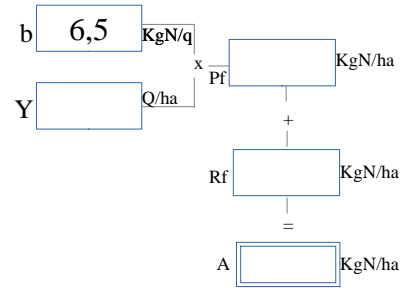 b 6,5 KgN/q
x
Pf KgN/ha
Y Q/ha
+
Rf KgN/ha
=
A KgN/ha